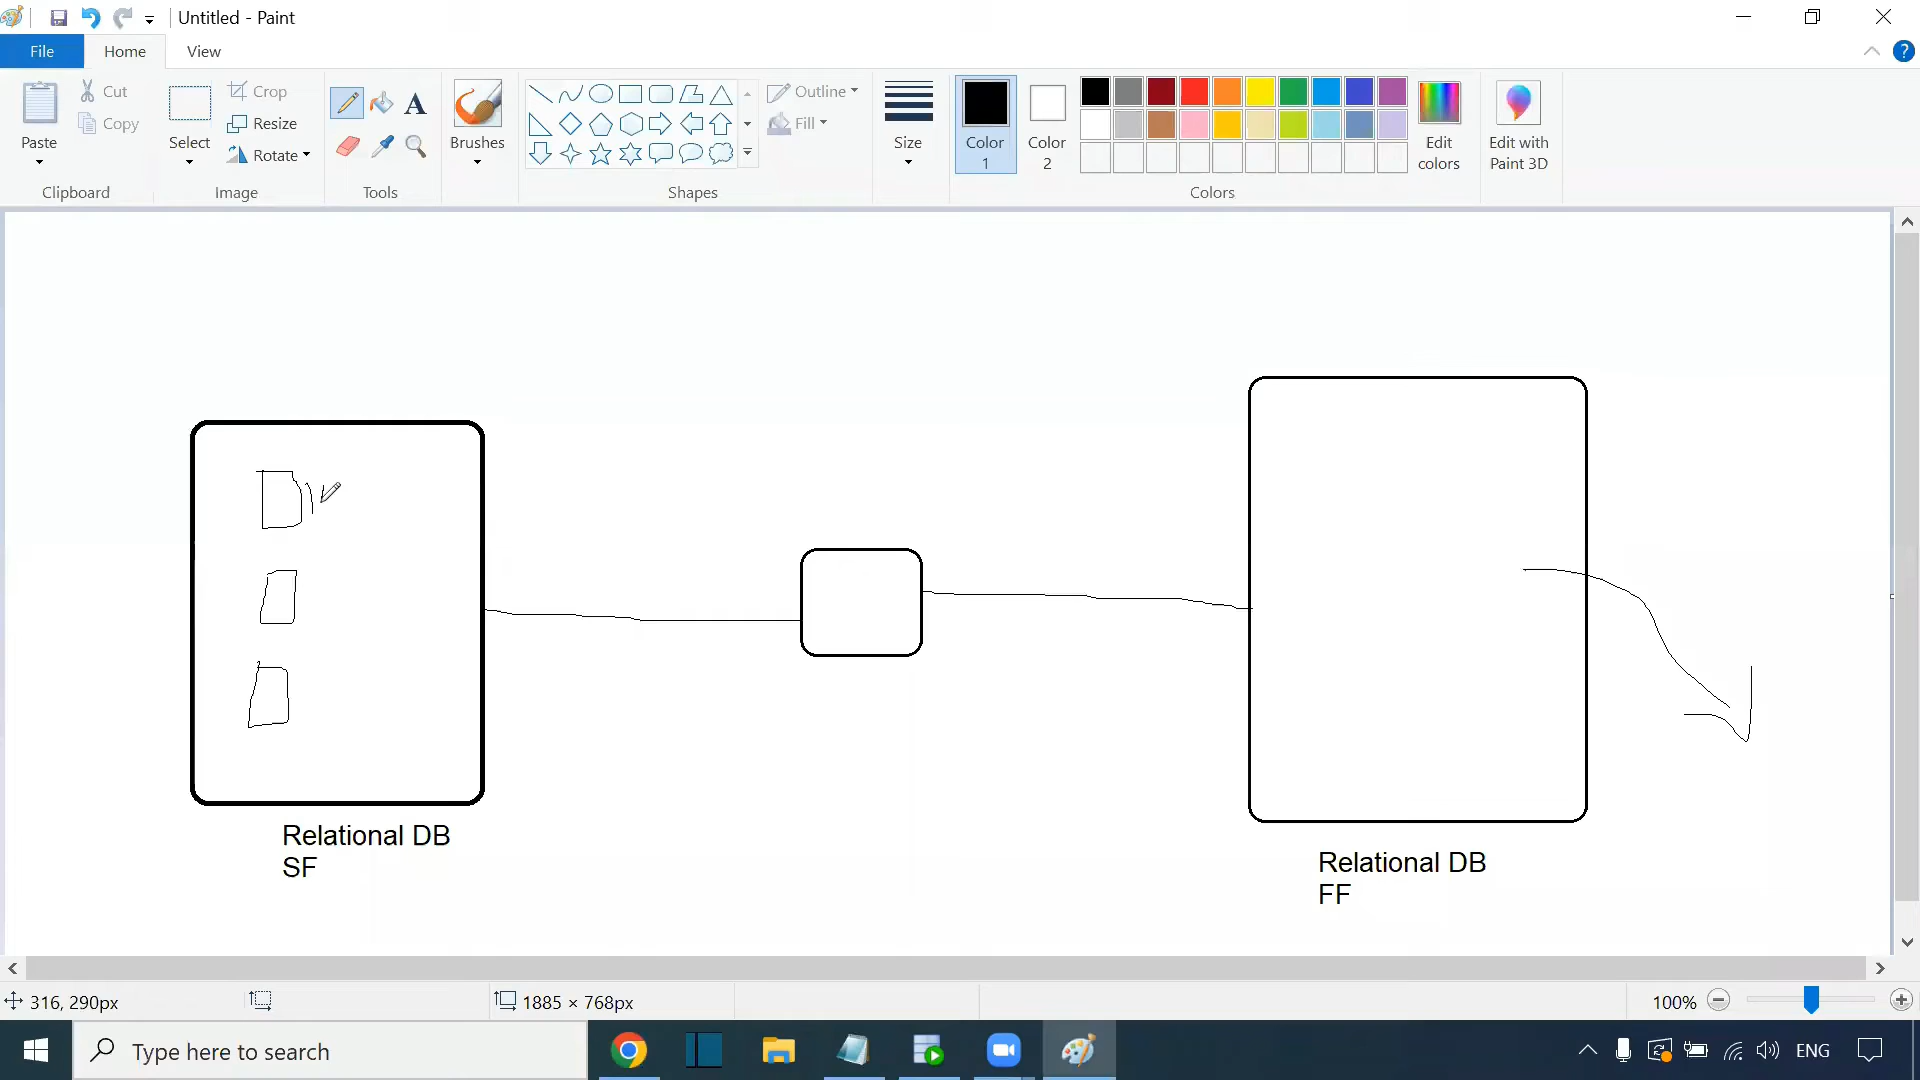 Untitled - Paint
File
Home
View
Paste
Cut
Copy
Clipboard
Select
Crop
Resize
Rotate
Image
Tools
Brushes
Shapes
Outline
Fill
Size
Color
1
Color
2
Colors
Edit
colors
Edit with
Paint 3D
Relational DB
SF
Relational DB
FF
316, 290px
1885 × 768px
100%
Type here to search
ENG